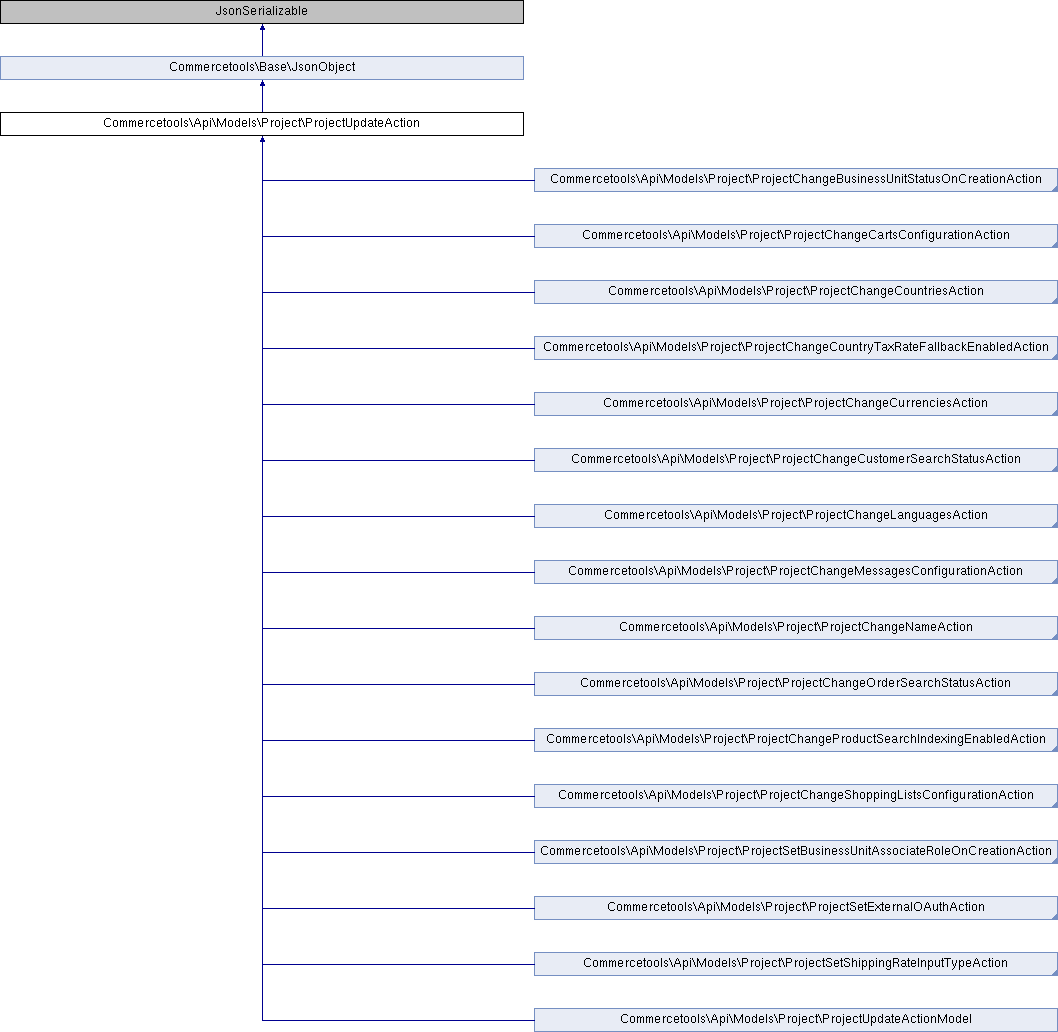 JsonSerializable
Commercetools\Base\JsonObject
Commercetools\Api\Models\Project\ProjectUpdateAction
Commercetools\Api\Models\Project\ProjectChangeBusinessUnitStatusOnCreationAction
Commercetools\Api\Models\Project\ProjectChangeCartsConfigurationAction
Commercetools\Api\Models\Project\ProjectChangeCountriesAction
Commercetools\Api\Models\Project\ProjectChangeCountryTaxRateFallbackEnabledAction
Commercetools\Api\Models\Project\ProjectChangeCurrenciesAction
Commercetools\Api\Models\Project\ProjectChangeCustomerSearchStatusAction
Commercetools\Api\Models\Project\ProjectChangeLanguagesAction
Commercetools\Api\Models\Project\ProjectChangeMessagesConfigurationAction
Commercetools\Api\Models\Project\ProjectChangeNameAction
Commercetools\Api\Models\Project\ProjectChangeOrderSearchStatusAction
Commercetools\Api\Models\Project\ProjectChangeProductSearchIndexingEnabledAction
Commercetools\Api\Models\Project\ProjectChangeShoppingListsConfigurationAction
Commercetools\Api\Models\Project\ProjectSetBusinessUnitAssociateRoleOnCreationAction
Commercetools\Api\Models\Project\ProjectSetExternalOAuthAction
Commercetools\Api\Models\Project\ProjectSetShippingRateInputTypeAction
Commercetools\Api\Models\Project\ProjectUpdateActionModel